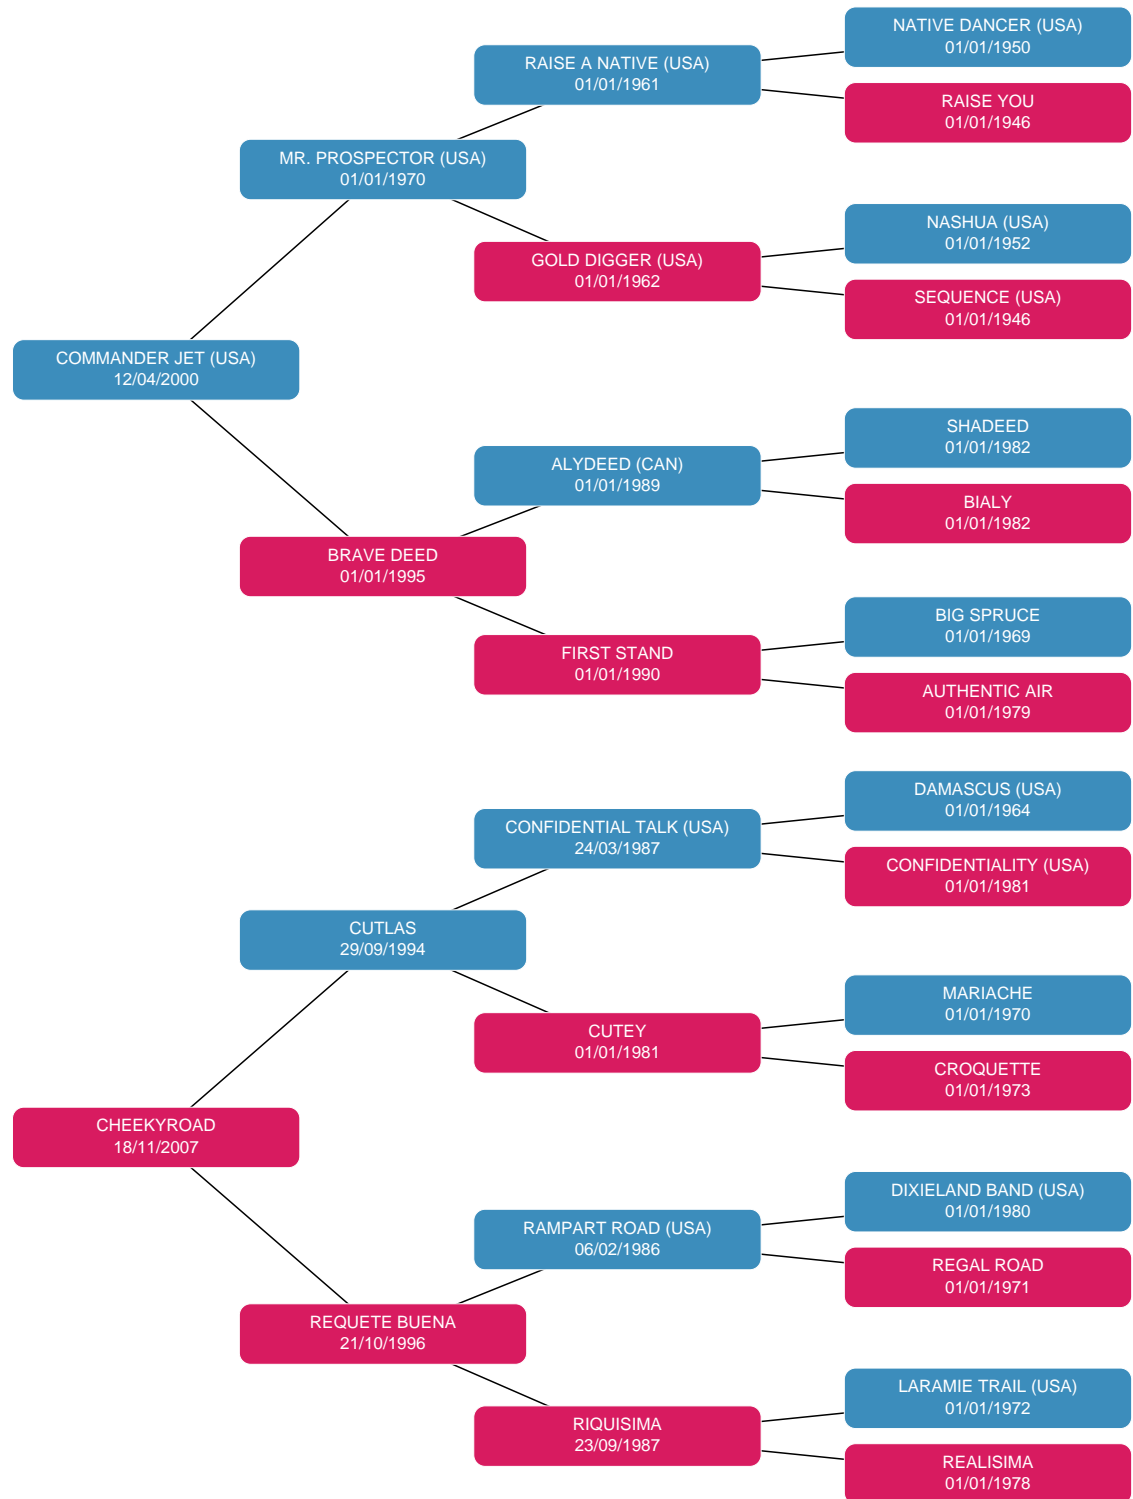 NATIVE DANCER (USA)
01/01/1950
RAISE A NATIVE (USA)
01/01/1961
RAISE YOU
01/01/1946
MR. PROSPECTOR (USA)
01/01/1970
NASHUA (USA)
01/01/1952
GOLD DIGGER (USA)
01/01/1962
SEQUENCE (USA)
01/01/1946
COMMANDER JET (USA)
12/04/2000
SHADEED
01/01/1982
ALYDEED (CAN)
01/01/1989
BIALY
01/01/1982
BRAVE DEED
01/01/1995
BIG SPRUCE
01/01/1969
FIRST STAND
01/01/1990
AUTHENTIC AIR
01/01/1979
DAMASCUS (USA)
01/01/1964
CONFIDENTIAL TALK (USA)
24/03/1987
CONFIDENTIALITY (USA)
01/01/1981
CUTLAS
29/09/1994
MARIACHE
01/01/1970
CUTEY
01/01/1981
CROQUETTE
01/01/1973
CHEEKYROAD
18/11/2007
DIXIELAND BAND (USA)
01/01/1980
RAMPART ROAD (USA)
06/02/1986
REGAL ROAD
01/01/1971
REQUETE BUENA
21/10/1996
LARAMIE TRAIL (USA)
01/01/1972
RIQUISIMA
23/09/1987
REALISIMA
01/01/1978